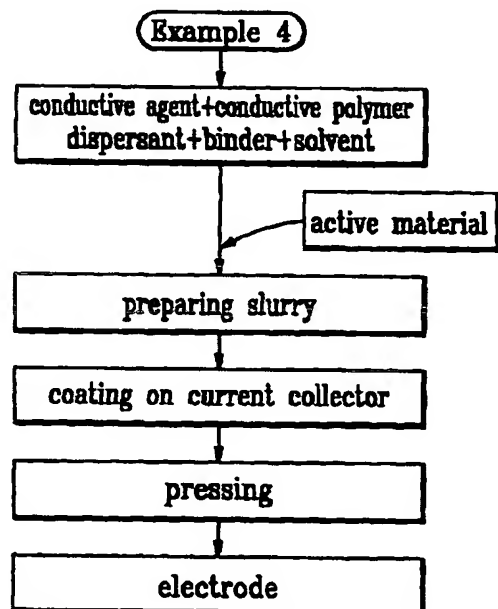 Example 4
conductive agent+conductive polymer
dispersant+binder+solvent
active material
preparing slurry
coating on current collector
pressing
electrode